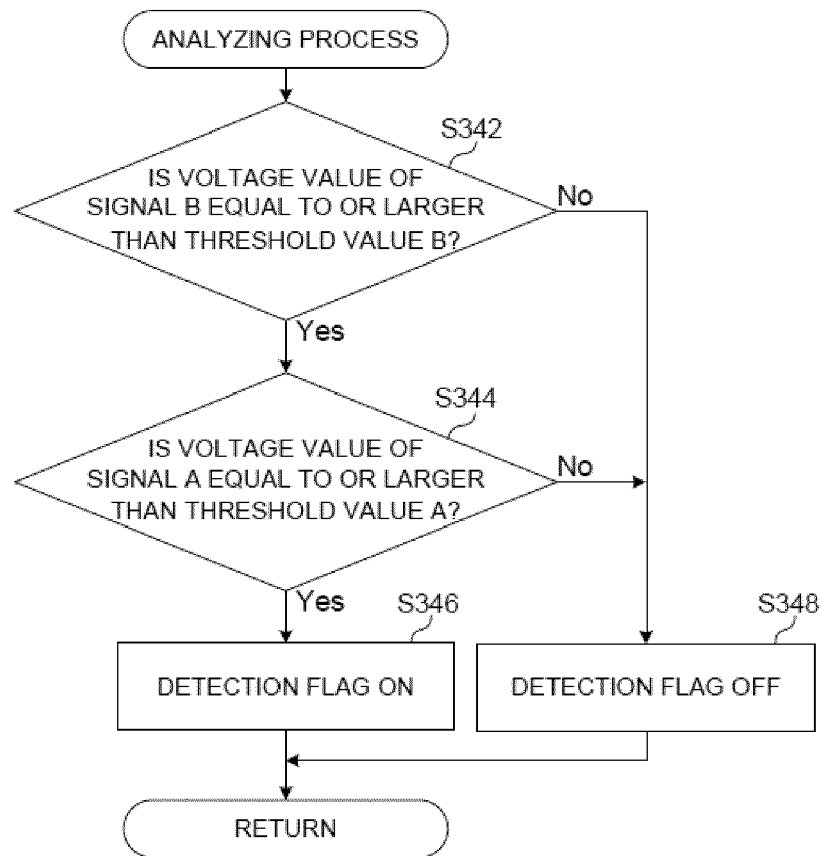 ANALYZING PROCESS
S342
IS VOLTAGE VALUE OF
SIGNAL B EQUAL TO OR LARGER
THAN THRESHOLD VALUE B?
No
Yes
S344
IS VOLTAGE VALUE OF
SIGNAL A EQUAL TO OR LARGER
THAN THRESHOLD VALUE A?
No
Yes
S346
DETECTION FLAG ON
S348
DETECTION FLAG OFF
RETURN